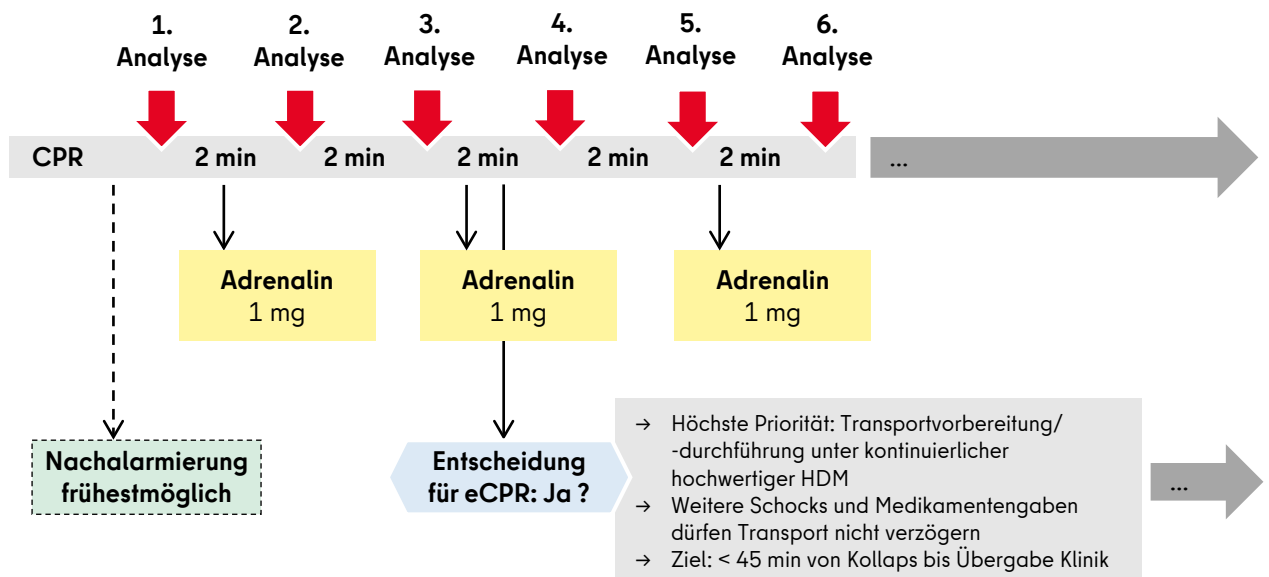 1.
Analyse
2.
Analyse
3.
Analyse
4.
Analyse
5.
Analyse
6.
Analyse
CPR
2 min
2 min
2 min
2 min
2 min
...
Adrenalin
1 mg
Adrenalin
1 mg
Adrenalin
1 mg
Nachalarmierung
frühestmöglich
Entscheidung
für eCPR: Ja ?
→ Höchste Priorität: Transportvorbereitung/
-durchführung unter kontinuierlicher
hochwertiger HDM
→ Weitere Schocks und Medikamentengaben
dürfen Transport nicht verzögern
→ Ziel: < 45 min von Kollaps bis Übergabe Klinik
...